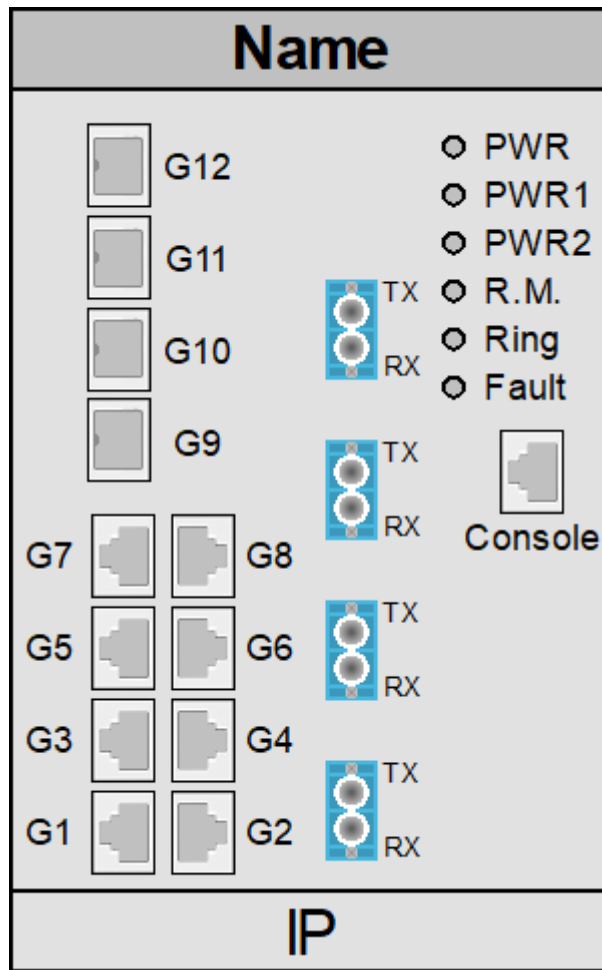 Name
G12
PWR
G11
PWR1
PWR2
TX
R.M.
G10
Ring
RX
Fault
G9
TX
G7
G8
RX
Console
G5
G6
TX
RX
G3
G4
TX
G1
G2
RX
IP